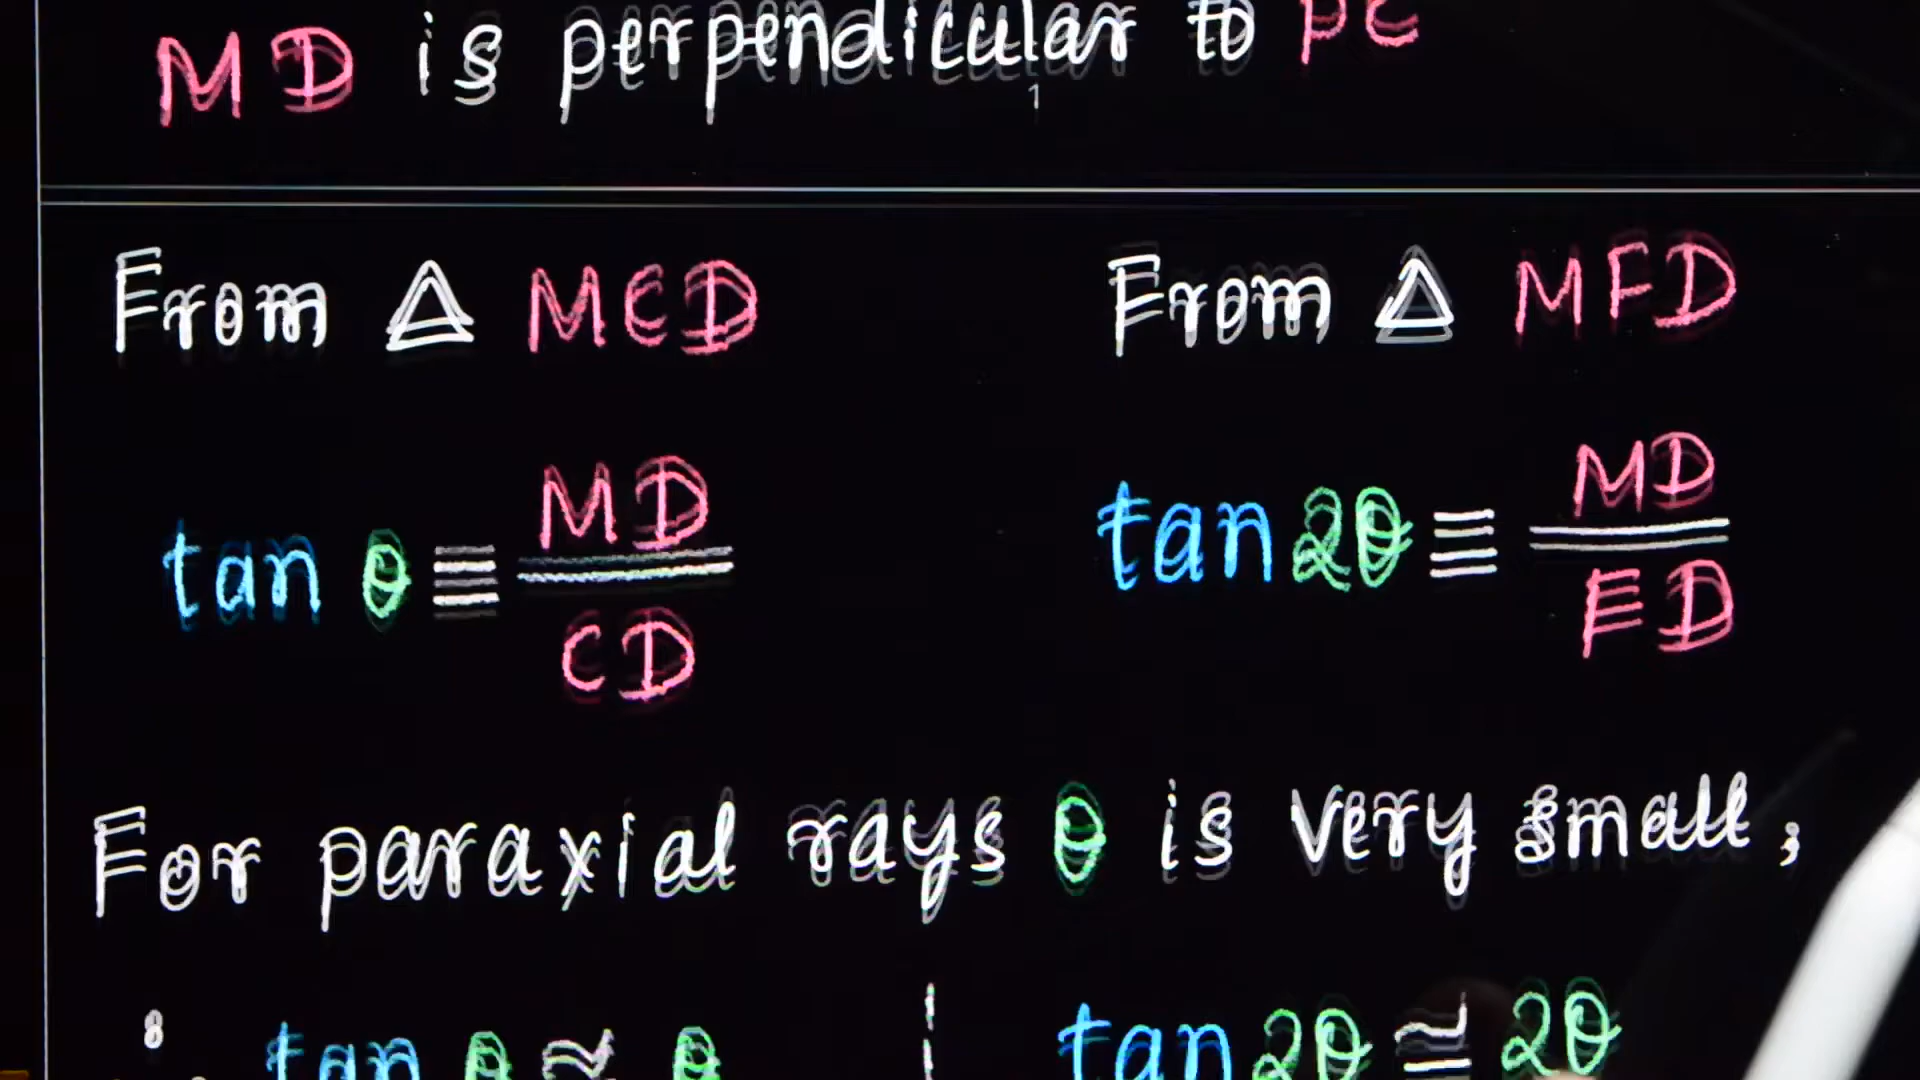 MD is perpendicular to PC
From △ MCD
From △ MFD
tan θ = MD/CD
tan 2θ = MD/FD
For paraxial rays θ is very small,
∴ tan θ ≈ θ
tan 2θ ≅ 2θ